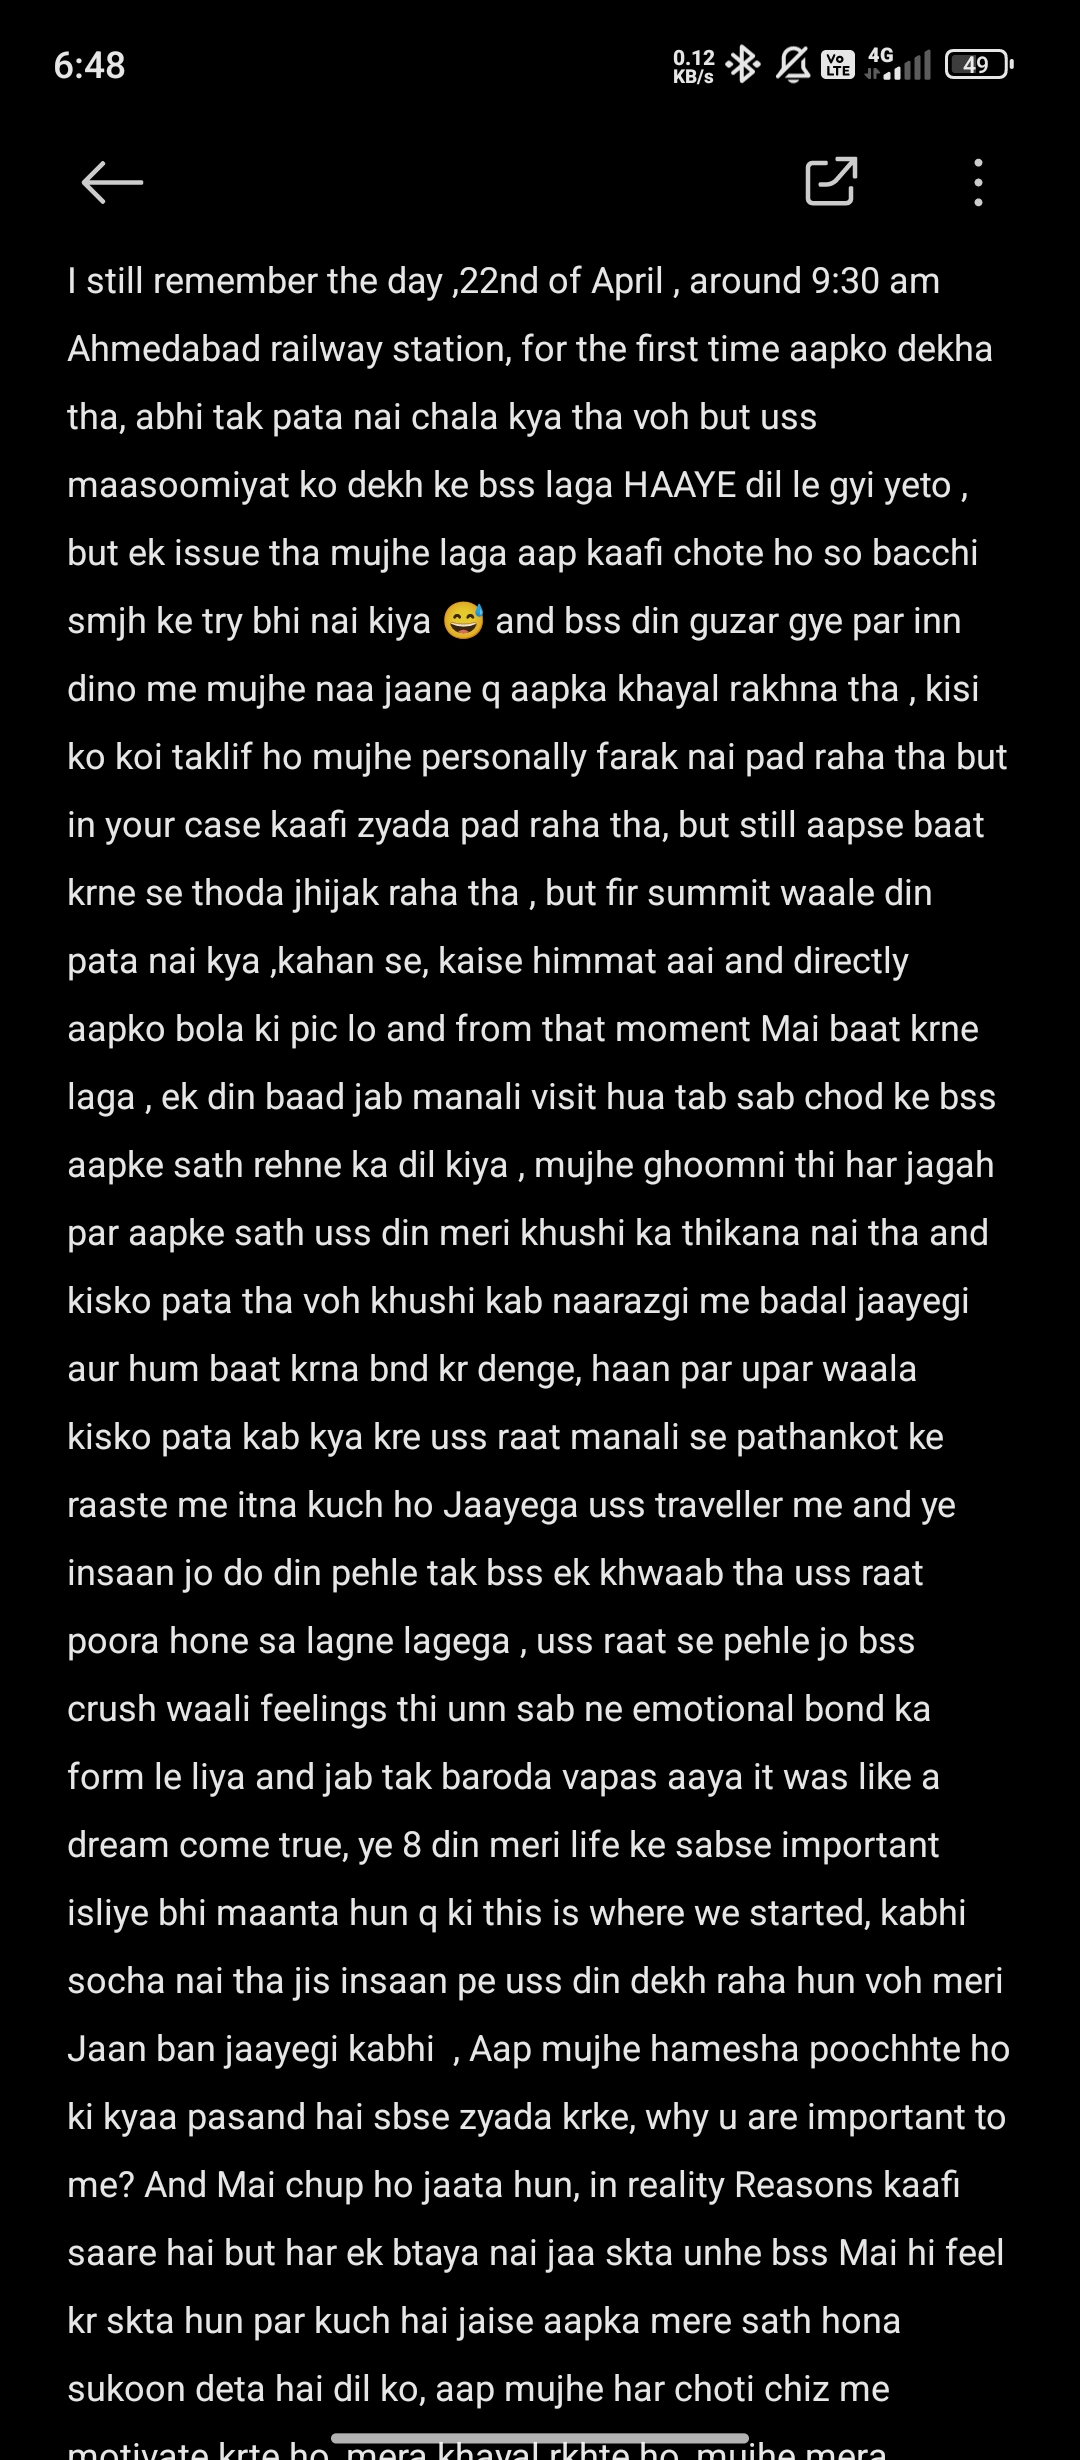 6:48
0.12 KB/s Vo LTE 4G 49
I still remember the day ,22nd of April , around 9:30 am
Ahmedabad railway station, for the first time aapko dekha
tha, abhi tak pata nai chala kya tha voh but uss
maasoomiyat ko dekh ke bss laga HAAYE dil le gyi yeto ,
but ek issue tha mujhe laga aap kaafi chote ho so bacchi
smjh ke try bhi nai kiya 😅 and bss din guzar gye par inn
dino me mujhe naa jaane q aapka khayal rakhna tha , kisi
ko koi taklif ho mujhe personally farak nai pad raha tha but
in your case kaafi zyada pad raha tha, but still aapse baat
krne se thoda jhijak raha tha , but fir summit waale din
pata nai kya ,kahan se, kaise himmat aai and directly
aapko bola ki pic lo and from that moment Mai baat krne
laga , ek din baad jab manali visit hua tab sab chod ke bss
aapke sath rehne ka dil kiya , mujhe ghoomni thi har jagah
par aapke sath uss din meri khushi ka thikana nai tha and
kisko pata tha voh khushi kab naarazgi me badal jaayegi
aur hum baat krna bnd kr denge, haan par upar waala
kisko pata kab kya kre uss raat manali se pathankot ke
raaste me itna kuch ho Jaayega uss traveller me and ye
insaan jo do din pehle tak bss ek khwaab tha uss raat
poora hone sa lagne lagega , uss raat se pehle jo bss
crush waali feelings thi unn sab ne emotional bond ka
form le liya and jab tak baroda vapas aaya it was like a
dream come true, ye 8 din meri life ke sabse important
isliye bhi maanta hun q ki this is where we started, kabhi
socha nai tha jis insaan pe uss din dekh raha hun voh meri
Jaan ban jaayegi kabhi  , Aap mujhe hamesha poochhte ho
ki kyaa pasand hai sbse zyada krke, why u are important to
me? And Mai chup ho jaata hun, in reality Reasons kaafi
saare hai but har ek btaya nai jaa skta unhe bss Mai hi feel
kr skta hun par kuch hai jaise aapka mere sath hona
sukoon deta hai dil ko, aap mujhe har choti chiz me
motivate krte ho, mera khayal rkhte ho, mujhe mera